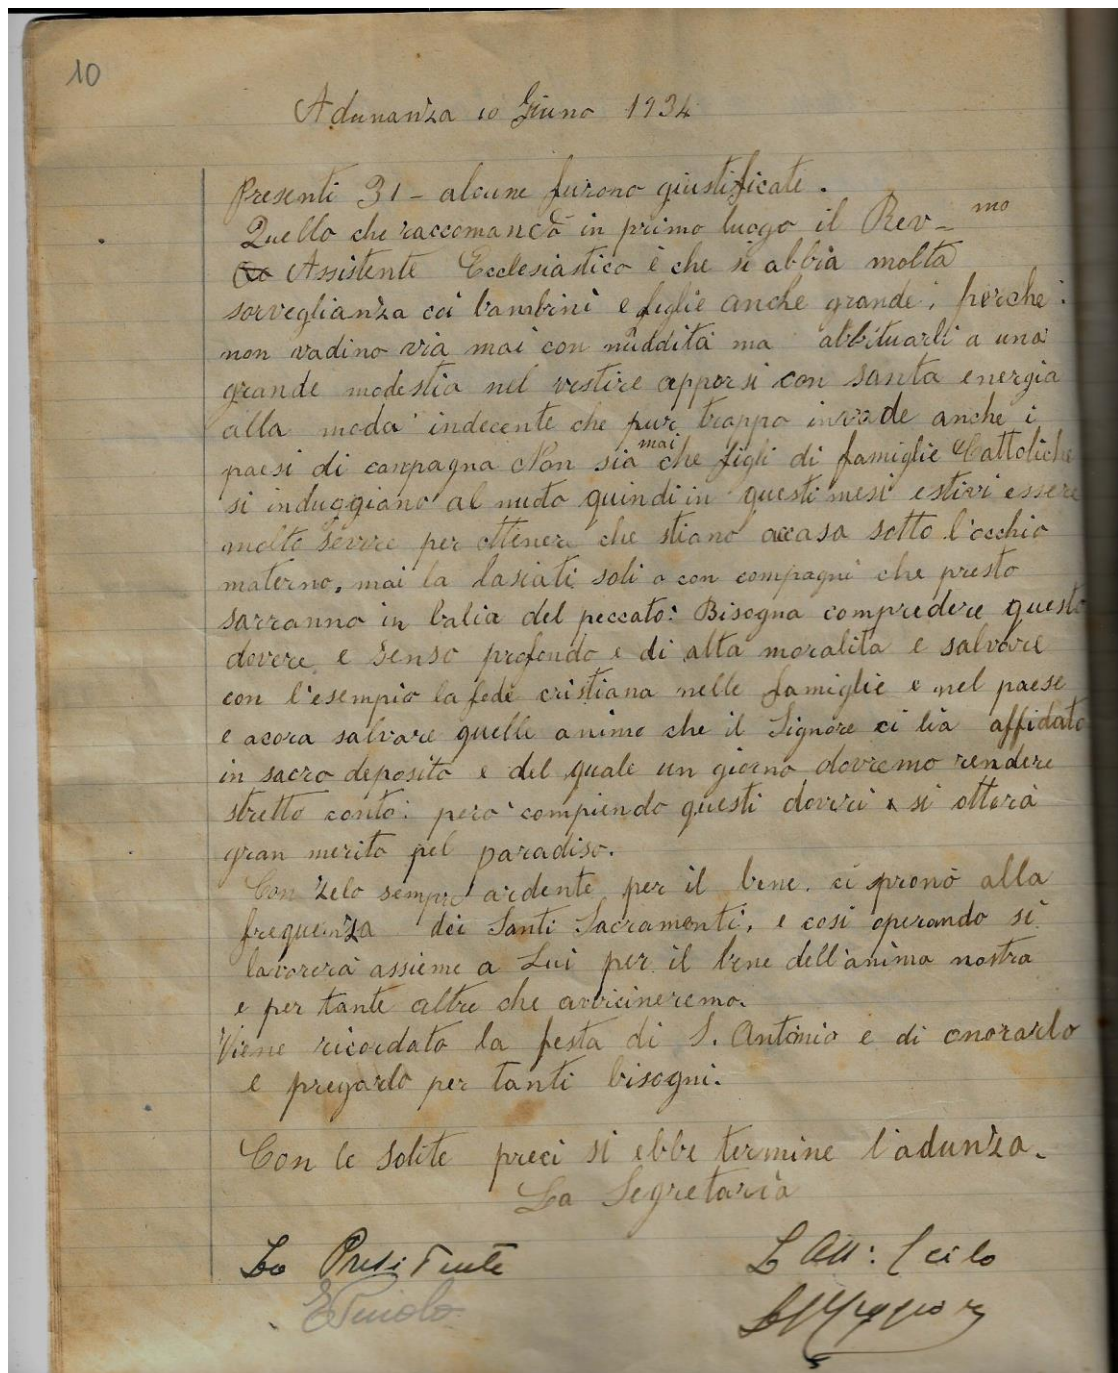 10
Adunanza 10 Giuno 1934
Presenti 31 - alcune furono giustificate.
Quello che raccomandò in primo luogo il Rev- mo
Assistente Ecclesiastico è che si abbia molta
sorveglianza coi bambini e figlie anche grande, perche
non vadino via mai con nuddità ma abbituarli a una
grande modestia nel vestire opporsi con santa energia
alla moda indecente che pur troppo invade anche i
paesi di canpagna Non sia mai che figli di famiglie Cattoliche
si induggiano al nudo quindi in questi mesi estivi essere
molto severe per ottenere che stiano accasa sotto l'occhio
materno, mai la lasciati soli o con compagni che presto
sarranno in balia del peccato: Bisogna compredere questo
dovere e senso profondo e di alta moralità e salvare
con l'esempio la fede cristiana nelle famiglie e nel paese
e acora salvare quelle anime che il Signore ci ha affidato
in sacro deposito e del quale un giorno dovremo rendere
stretto conto: però compiendo questi doveri si otterà
gran merito pel paradiso.
Con zelo sempre ardente per il bene ci spronò alla
frequenza dei Santi Sacramenti, e così operando si
lavorerà assieme a Lui per il bene dell'anima nostra
e per tante altre che avvicineremo.
Viene ricordato la festa di S. Antonio e di onorarlo
e pregarlo per tanti bisogni.
Con le solite preci si ebbe termine l'adunza.
La Segretaria
La Presidente